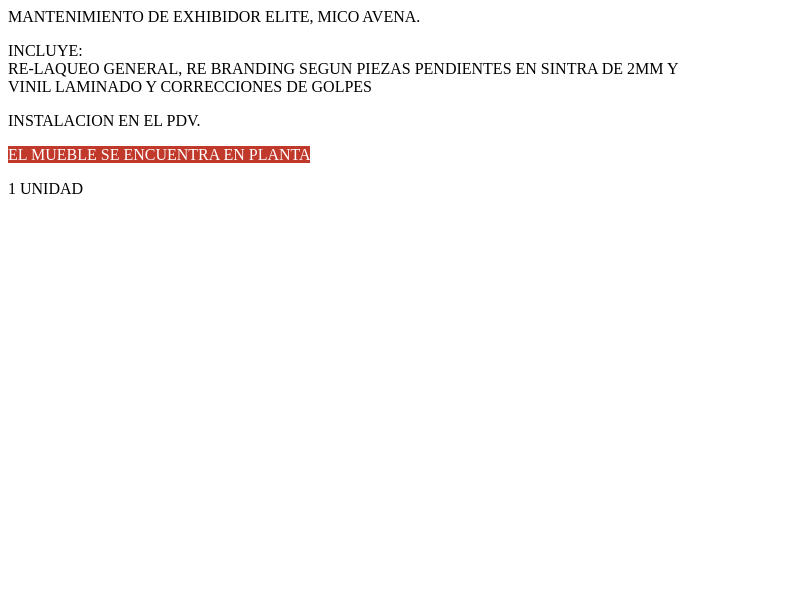 MANTENIMIENTO DE EXHIBIDOR ELITE, MICO AVENA.
INCLUYE:
RE-LAQUEO GENERAL, RE BRANDING SEGUN PIEZAS PENDIENTES EN SINTRA DE 2MM Y
VINIL LAMINADO Y CORRECCIONES DE GOLPES
INSTALACION EN EL PDV.
EL MUEBLE SE ENCUENTRA EN PLANTA
1 UNIDAD